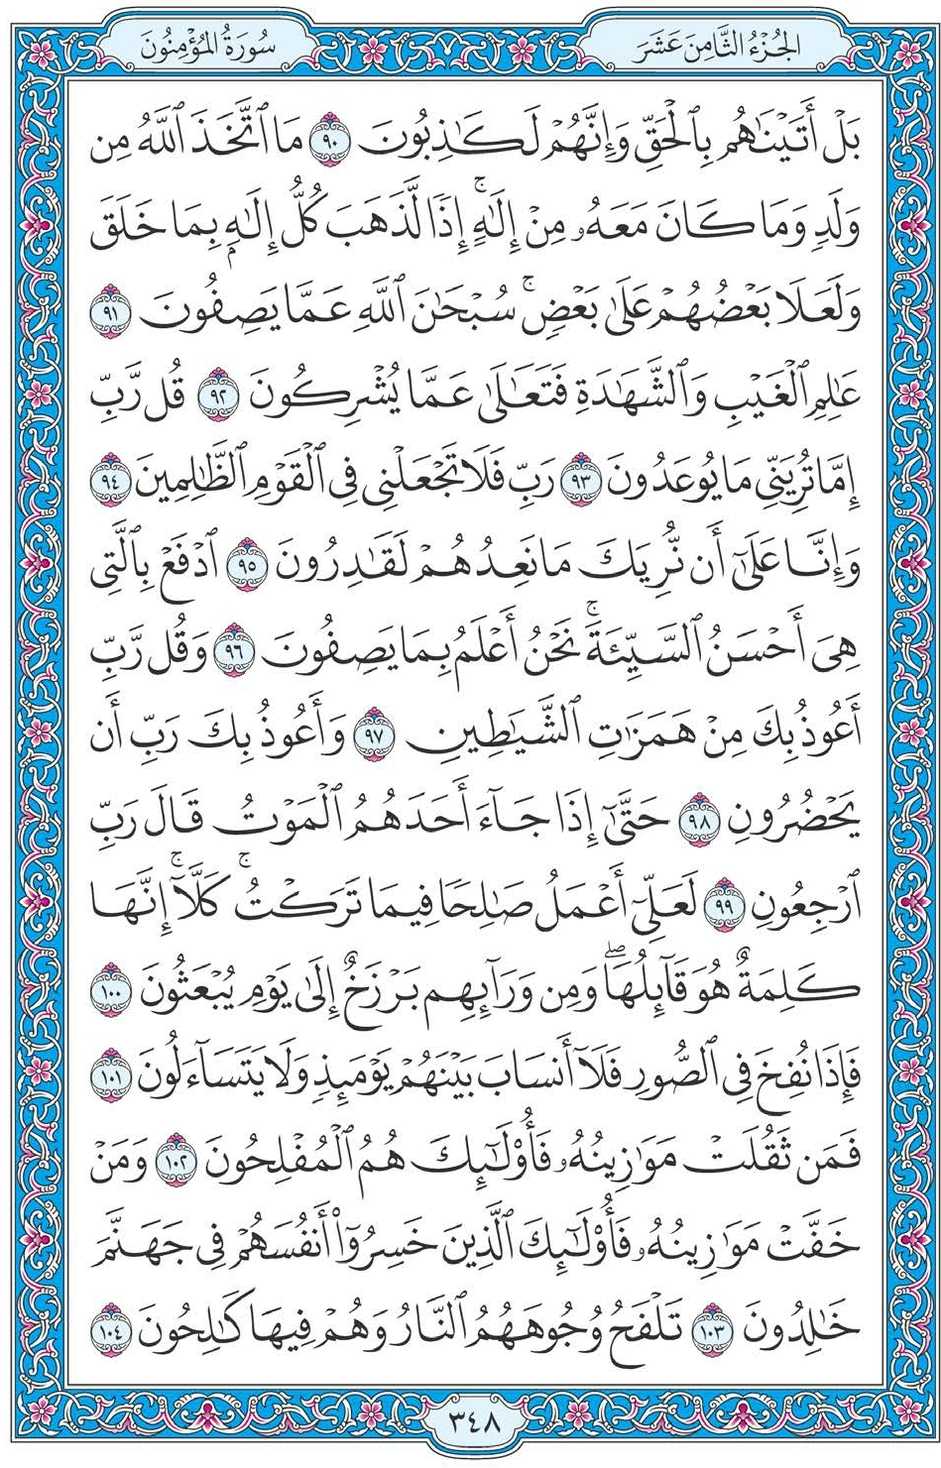 الجُزْءُ الثَّامِنَ عَشَرَ
سُورَةُ المُؤْمِنُونَ
بَلْ أَتَيْنَٰهُم بِٱلْحَقِّ وَإِنَّهُمْ لَكَٰذِبُونَ ٩٠ مَا ٱتَّخَذَ ٱللَّهُ مِن
وَلَدٍ وَمَا كَانَ مَعَهُۥ مِنْ إِلَٰهٍۚ إِذًا لَّذَهَبَ كُلُّ إِلَٰهٍۭ بِمَا خَلَقَ
وَلَعَلَا بَعْضُهُمْ عَلَىٰ بَعْضٍۚ سُبْحَٰنَ ٱللَّهِ عَمَّا يَصِفُونَ ٩١
عَٰلِمِ ٱلْغَيْبِ وَٱلشَّهَٰدَةِ فَتَعَٰلَىٰ عَمَّا يُشْرِكُونَ ٩٢ قُل رَّبِّ
إِمَّا تُرِيَنِّى مَا يُوعَدُونَ ٩٣ رَبِّ فَلَا تَجْعَلْنِى فِى ٱلْقَوْمِ ٱلظَّٰلِمِينَ ٩٤
وَإِنَّا عَلَىٰٓ أَن نُّرِيَكَ مَا نَعِدُهُمْ لَقَٰدِرُونَ ٩٥ ٱدْفَعْ بِٱلَّتِى
هِىَ أَحْسَنُ ٱلسَّيِّئَةَۚ نَحْنُ أَعْلَمُ بِمَا يَصِفُونَ ٩٦ وَقُل رَّبِّ
أَعُوذُ بِكَ مِنْ هَمَزَٰتِ ٱلشَّيَٰطِينِ ٩٧ وَأَعُوذُ بِكَ رَبِّ أَن
يَحْضُرُونِ ٩٨ حَتَّىٰٓ إِذَا جَآءَ أَحَدَهُمُ ٱلْمَوْتُ قَالَ رَبِّ
ٱرْجِعُونِ ٩٩ لَعَلِّىٓ أَعْمَلُ صَٰلِحًا فِيمَا تَرَكْتُۚ كَلَّآۚ إِنَّهَا
كَلِمَةٌ هُوَ قَآئِلُهَاۖ وَمِن وَرَآئِهِم بَرْزَخٌ إِلَىٰ يَوْمِ يُبْعَثُونَ ١٠٠
فَإِذَا نُفِخَ فِى ٱلصُّورِ فَلَآ أَنسَابَ بَيْنَهُمْ يَوْمَئِذٍ وَلَا يَتَسَآءَلُونَ ١٠١
فَمَن ثَقُلَتْ مَوَٰزِينُهُۥ فَأُو۟لَٰٓئِكَ هُمُ ٱلْمُفْلِحُونَ ١٠٢ وَمَنْ
خَفَّتْ مَوَٰزِينُهُۥ فَأُو۟لَٰٓئِكَ ٱلَّذِينَ خَسِرُوٓا۟ أَنفُسَهُمْ فِى جَهَنَّمَ
خَٰلِدُونَ ١٠٣ تَلْفَحُ وُجُوهَهُمُ ٱلنَّارُ وَهُمْ فِيهَا كَٰلِحُونَ ١٠٤
٣٤٨